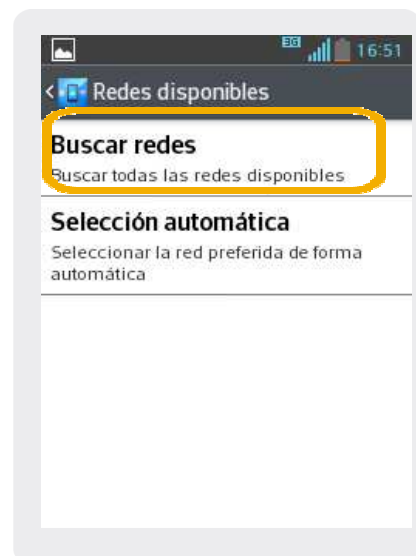 3G 16:51
Redes disponibles
Buscar redes
Buscar todas las redes disponibles
Selección automática
Seleccionar la red preferida de forma
automática